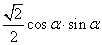 √2/2 cos α · sin α